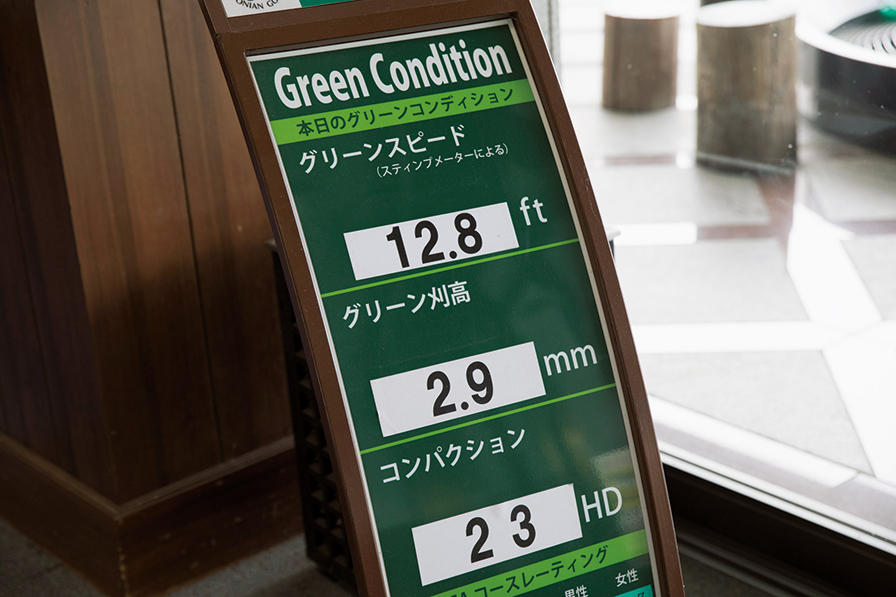 Green Condition
本日のグリーンコンディション
グリーンスピード
(スティンプメーターによる)
12.8 ft
グリーン刈高
2.9 mm
コンパクション
23 HD
コースレーティング
男性 女性